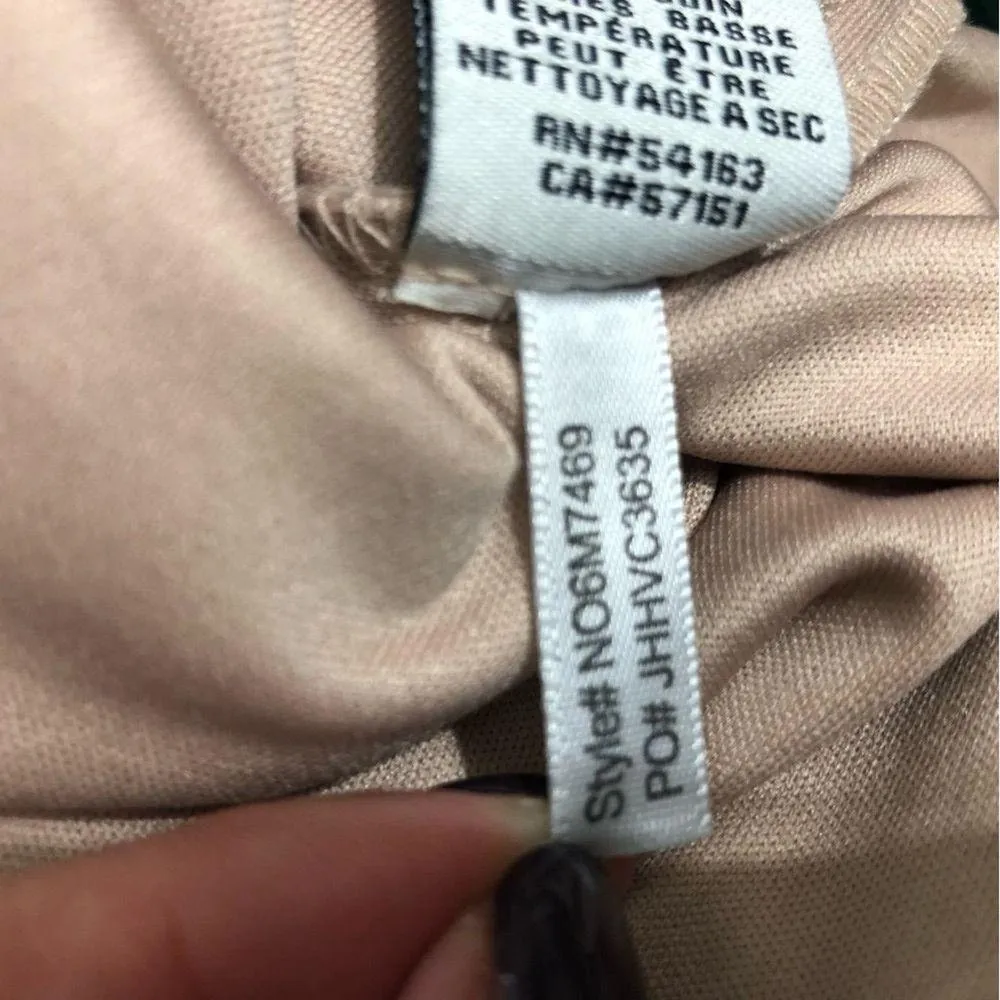 BASSE
TEMPÉRATURE
PEUT ÊTRE
NETTOYAGE A SEC
RN#54163
CA#57151
Style# NO6M7469
PO# JHHVC3635